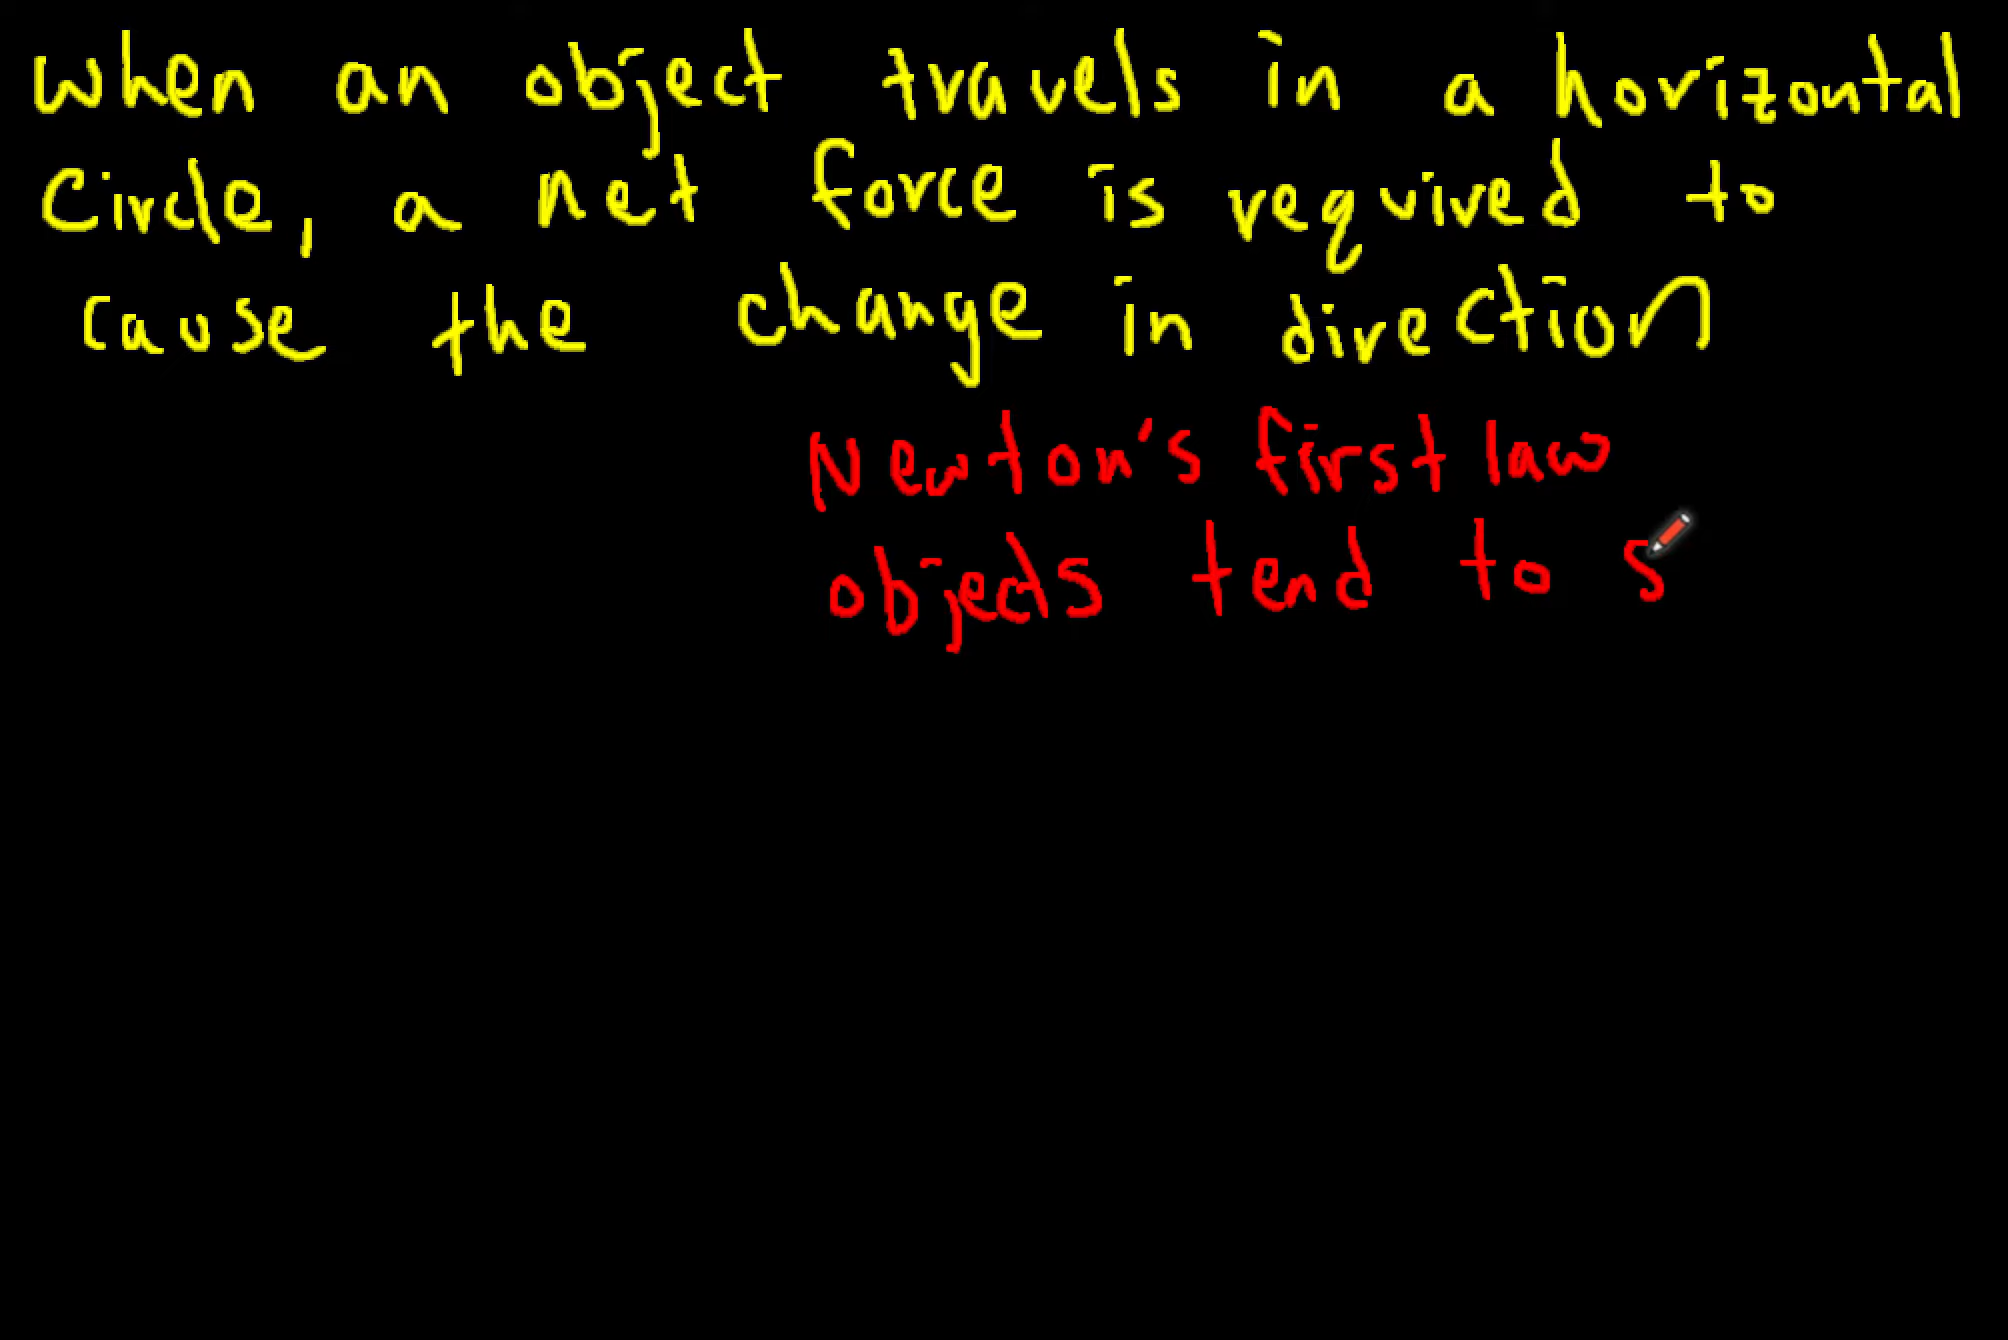 when an object travels in a horizontal
Circle, a net force is required to
cause the change in direction
Newton's first law
objects tend to s